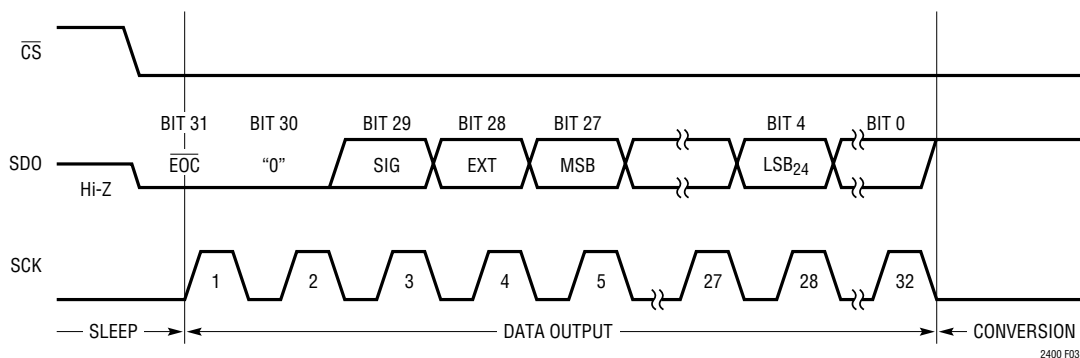 CS
BIT 31 BIT 30 BIT 29 BIT 28 BIT 27 BIT 4 BIT 0
SDO EOC “0” SIG EXT MSB LSB24
Hi-Z
SCK 1 2 3 4 5 27 28 32
SLEEP DATA OUTPUT CONVERSION
2400 F03